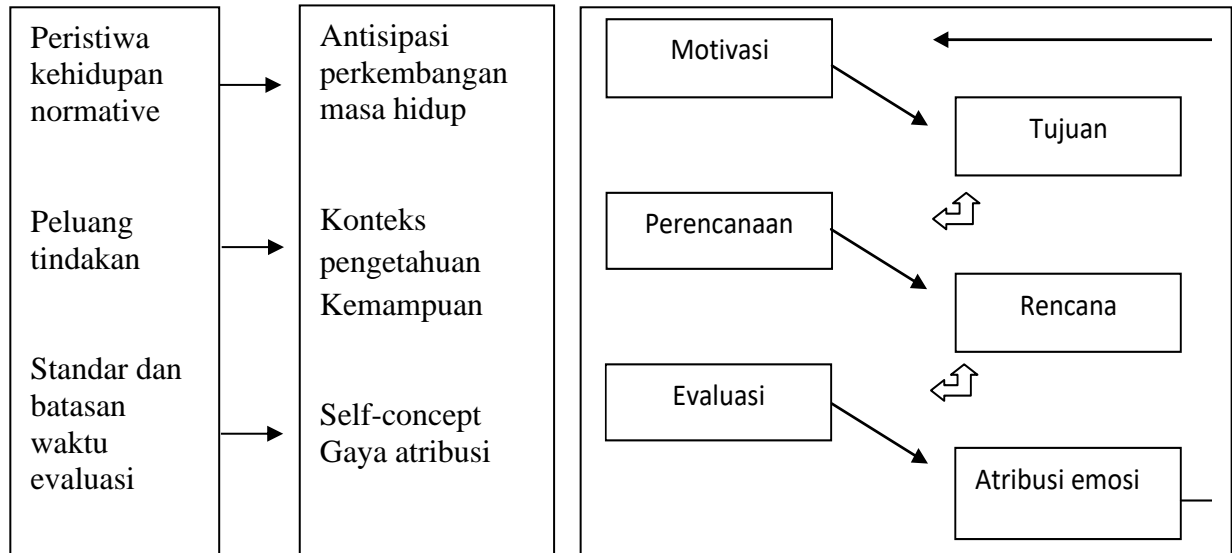 Peristiwa
kehidupan
normative
Peluang
tindakan
Standar dan
batasan
waktu
evaluasi
Antisipasi
perkembangan
masa hidup
Konteks
pengetahuan
Kemampuan
Self-concept
Gaya atribusi
Motivasi
Tujuan
Perencanaan
Rencana
Evaluasi
Atribusi emosi